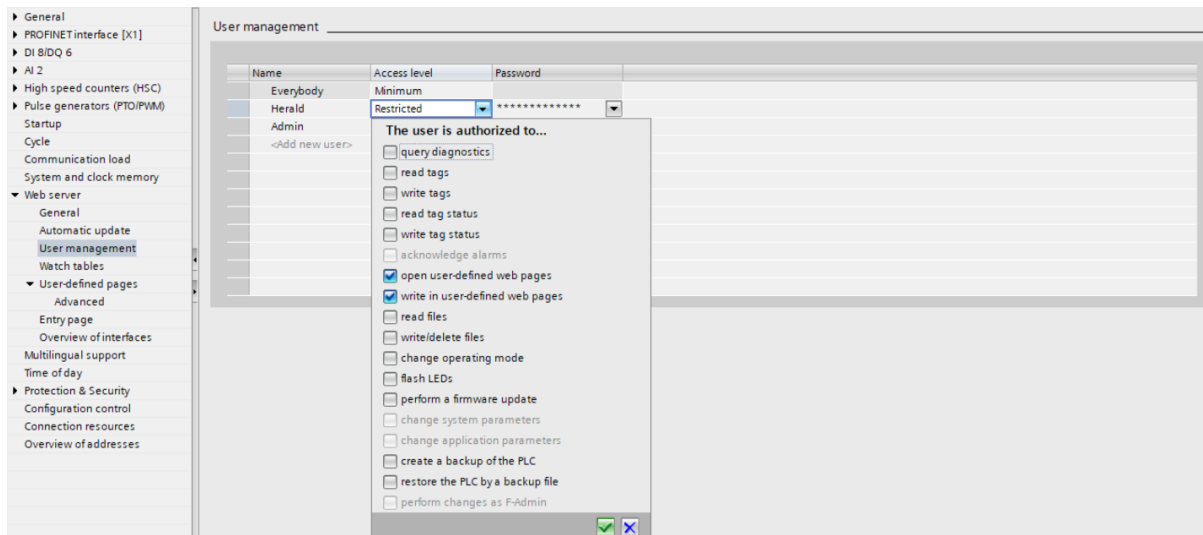 General
PROFINET interface [X1]
DI 8/DQ 6
AI 2
High speed counters (HSC)
Pulse generators (PTO/PWM)
Startup
Cycle
Communication load
System and clock memory
Web server
General
Automatic update
User management
Watch tables
User-defined pages
Advanced
Entry page
Overview of interfaces
Multilingual support
Time of day
Protection & Security
Configuration control
Connection resources
Overview of addresses
User management
Name Access level Password
Everybody Minimum
Herald Restricted *************
Admin
<Add new user>
The user is authorized to...
query diagnostics
read tags
write tags
read tag status
write tag status
acknowledge alarms
open user-defined web pages
write in user-defined web pages
read files
write/delete files
change operating mode
flash LEDs
perform a firmware update
change system parameters
change application parameters
create a backup of the PLC
restore the PLC by a backup file
perform changes as F-Admin